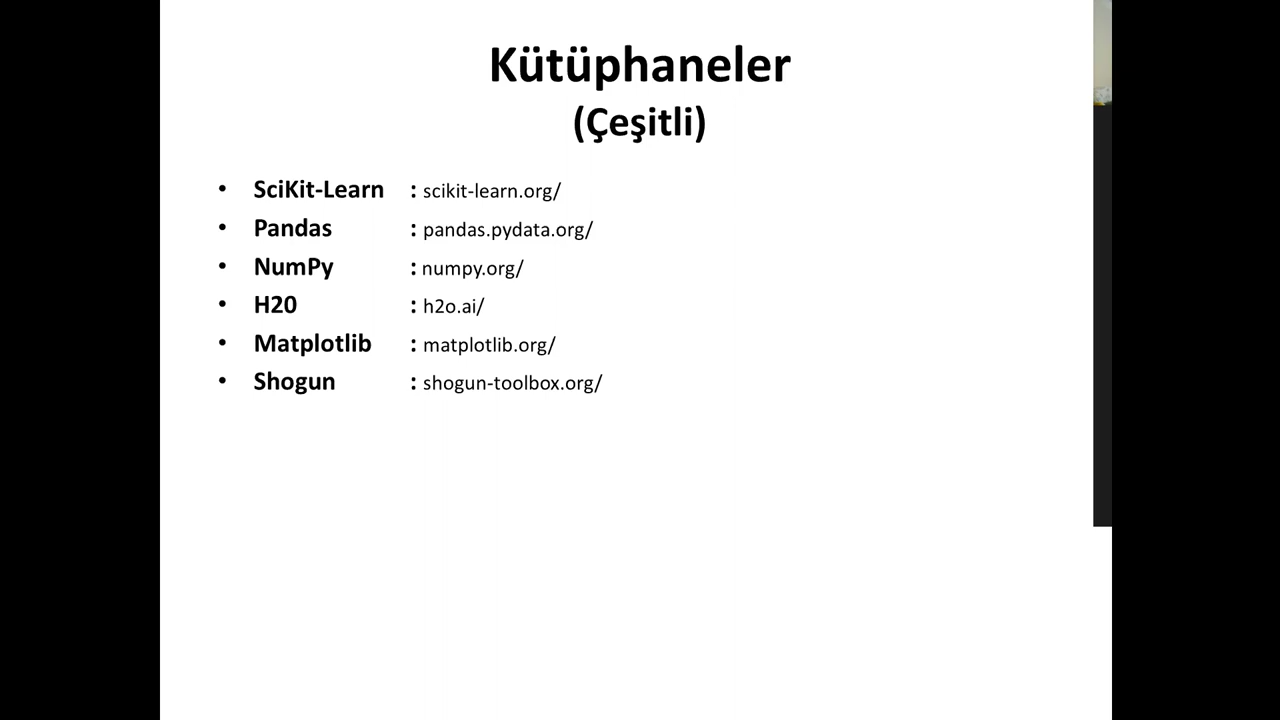 Kütüphaneler
(Çeşitli)
• SciKit-Learn : scikit-learn.org/
• Pandas : pandas.pydata.org/
• NumPy : numpy.org/
• H20 : h2o.ai/
• Matplotlib : matplotlib.org/
• Shogun : shogun-toolbox.org/